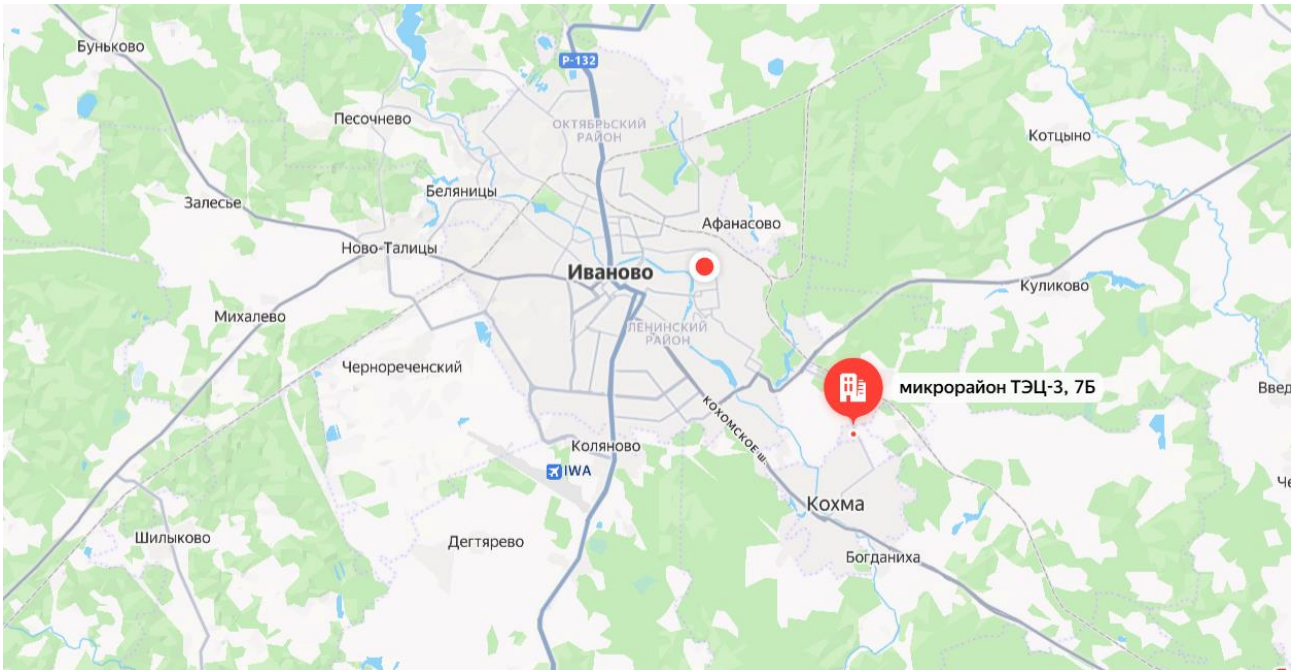 Буньково
Р-132
Песочнево
ОКТЯБРЬСКИЙ
РАЙОН
Котцыно
Беляницы
Залесье
Афанасово
Ново-Талицы
Иваново
Куликово
Михалево
ЛЕНИНСКИЙ
РАЙОН
Чернореченский
микрорайон ТЭЦ-3, 7Б
Введ
КОХОМСКОЕ Ш.
Коляново
IWA
Че
Кохма
Шилыково
Дегтярево
Богданиха